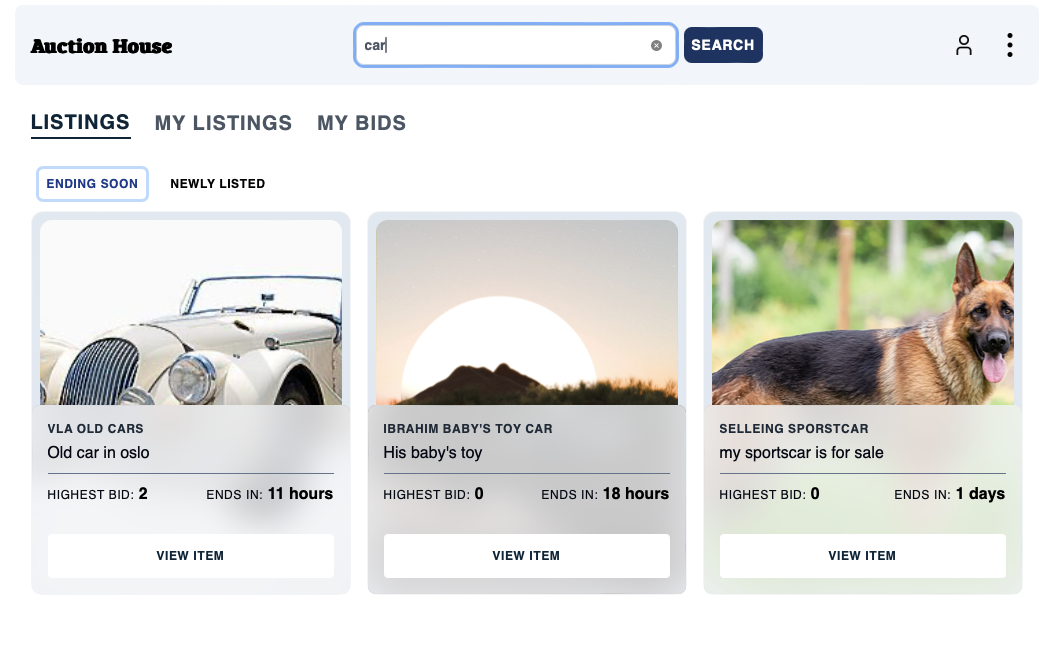 Auction House
car
SEARCH
LISTINGS MY LISTINGS MY BIDS
ENDING SOON NEWLY LISTED
VLA OLD CARS
Old car in oslo
HIGHEST BID: 2 ENDS IN: 11 hours
VIEW ITEM
IBRAHIM BABY'S TOY CAR
His baby's toy
HIGHEST BID: 0 ENDS IN: 18 hours
VIEW ITEM
SELLEING SPORSTCAR
my sportscar is for sale
HIGHEST BID: 0 ENDS IN: 1 days
VIEW ITEM